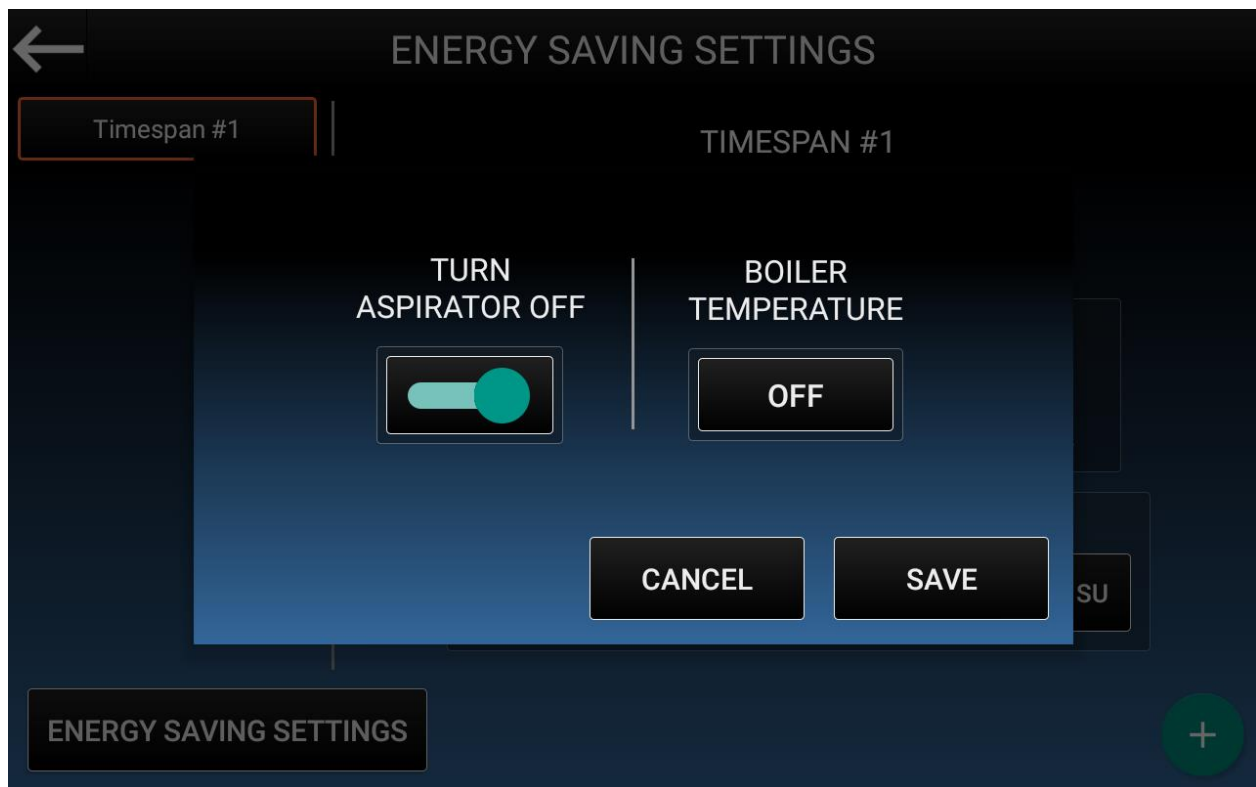 ENERGY SAVING SETTINGS
Timespan #1
TIMESPAN #1
TURN
ASPIRATOR OFF
BOILER
TEMPERATURE
OFF
CANCEL
SAVE
SU
ENERGY SAVING SETTINGS
+